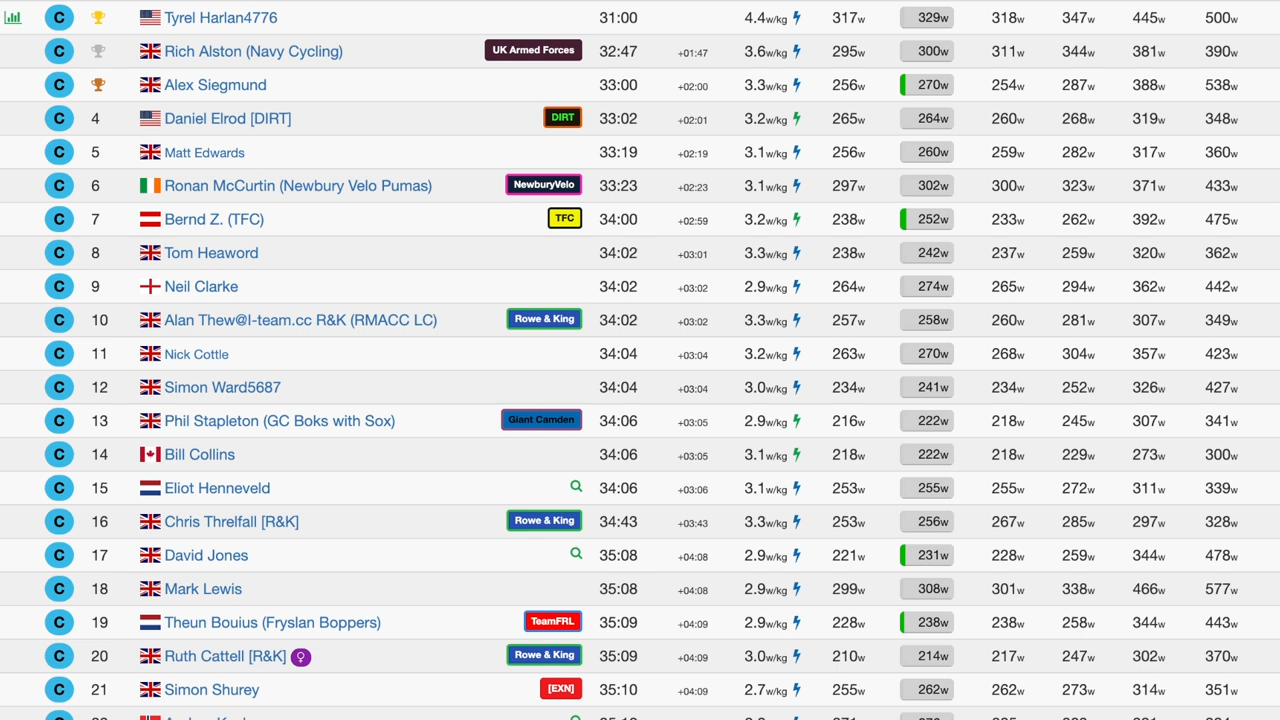 C Tyrel Harlan4776 31:00 4.4w/kg 317w 329w 318w 347w 445w 500w
C Rich Alston (Navy Cycling) UK Armed Forces 32:47 +01:47 3.8w/kg 296w 300w 311w 344w 381w 390w
C Alex Siegmund 33:00 +02:00 3.3w/kg 256w 270w 254w 287w 388w 538w
C 4 Daniel Elrod [DIRT] DIRT 33:02 +02:01 3.2w/kg 260w 264w 260w 268w 319w 348w
C 5 Matt Edwards 33:19 +02:19 3.1w/kg 256w 260w 259w 282w 317w 360w
C 6 Ronan McCurtin (Newbury Velo Pumas) NewburyVelo 33:23 +02:23 3.1w/kg 297w 302w 300w 323w 371w 412w
C 7 Bernd Z. (TFC) TFC 34:00 +02:59 3.2w/kg 235w 252w 237w 262w 392w 475w
C 8 Tom Heaword 34:02 +03:01 3.3w/kg 238w 242w 237w 259w 320w 362w
C 9 Neil Clarke 34:02 +03:02 2.9w/kg 264w 274w 265w 294w 362w 442w
C 10 Alan Thew@l-team.cc R&K (RMACC LC) Rowe & King 34:02 +03:02 3.0w/kg 257w 258w 263w 281w 307w 349w
C 11 Nick Cottle 34:04 +03:04 3.2w/kg 263w 270w 268w 304w 357w 423w
C 12 Simon Ward5687 34:04 +03:04 3.0w/kg 234w 241w 234w 252w 326w 427w
C 13 Phil Stapleton (GC Boks with Sox) Giant Camden 34:06 +03:05 2.9w/kg 216w 222w 218w 245w 307w 341w
C 14 Bill Collins 34:06 +03:05 3.1w/kg 218w 222w 218w 229w 273w 300w
C 15 Eliot Henneveld 34:06 +03:06 3.1w/kg 253w 255w 255w 272w 311w 339w
C 16 Chris Threlfall [R&K] Rowe & King 34:43 +03:43 3.3w/kg 253w 256w 267w 285w 297w 325w
C 17 David Jones 35:08 +04:08 2.9w/kg 220w 231w 229w 259w 344w 478w
C 18 Mark Lewis 35:08 +04:08 2.9w/kg 299w 308w 301w 338w 466w 577w
C 19 Theun Bouius (Fryslan Boppers) TeamFRL 35:09 +04:09 2.9w/kg 228w 238w 238w 258w 344w 443w
C 20 Ruth Cattell [R&K] Rowe & King 35:09 +04:09 3.0w/kg 210w 214w 217w 247w 302w 370w
C 21 Simon Shurey [EXN] 35:10 +04:09 2.7w/kg 255w 262w 262w 273w 314w 351w